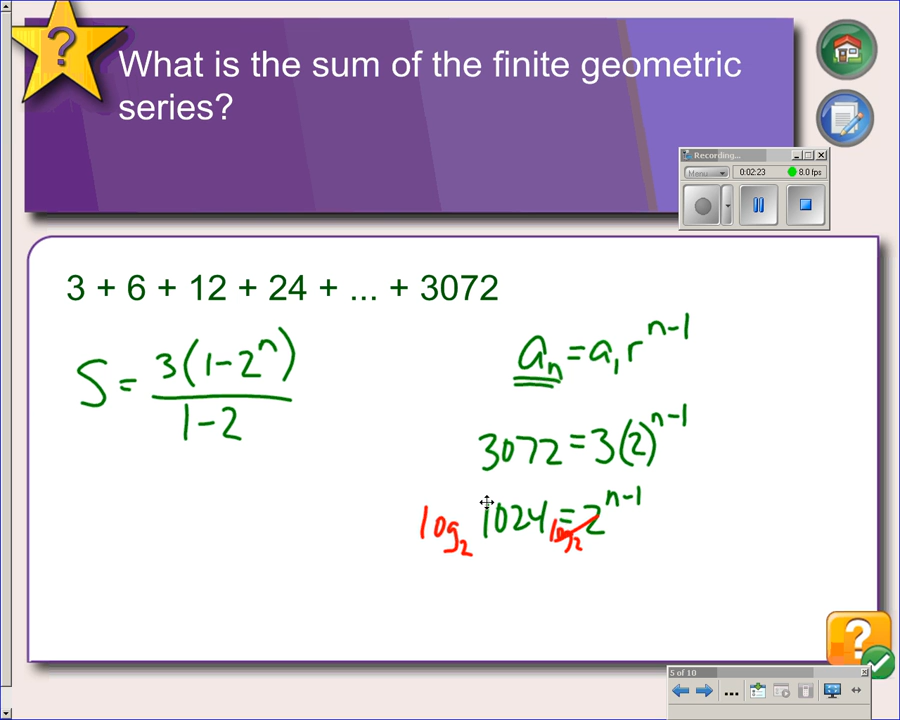 ?
What is the sum of the finite geometric
series?
Recording...
Menu
0:02:23
8.0 fps
3 + 6 + 12 + 24 + ... + 3072
S = 3(1-2^n) / 1-2
a_n = a_1 r^{n-1}
3072 = 3(2)^{n-1}
log_2 1024 = log_2 2^{n-1}
?
5 of 10
...